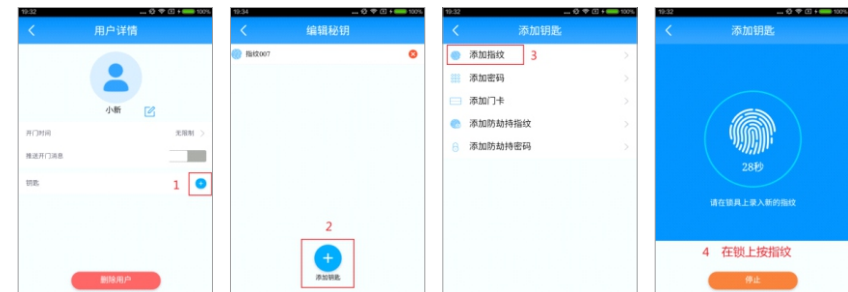 19:32
100%
用户详情
小新
开门时间
无限制
推送开门消息
钥匙
1
删除用户
19:34
100%
编辑秘钥
指纹007
2
添加钥匙
19:32
100%
添加钥匙
添加指纹
3
添加密码
添加门卡
添加防劫持指纹
添加防劫持密码
19:32
100%
添加钥匙
28秒
请在锁具上录入新的指纹
4 在锁上按指纹
停止